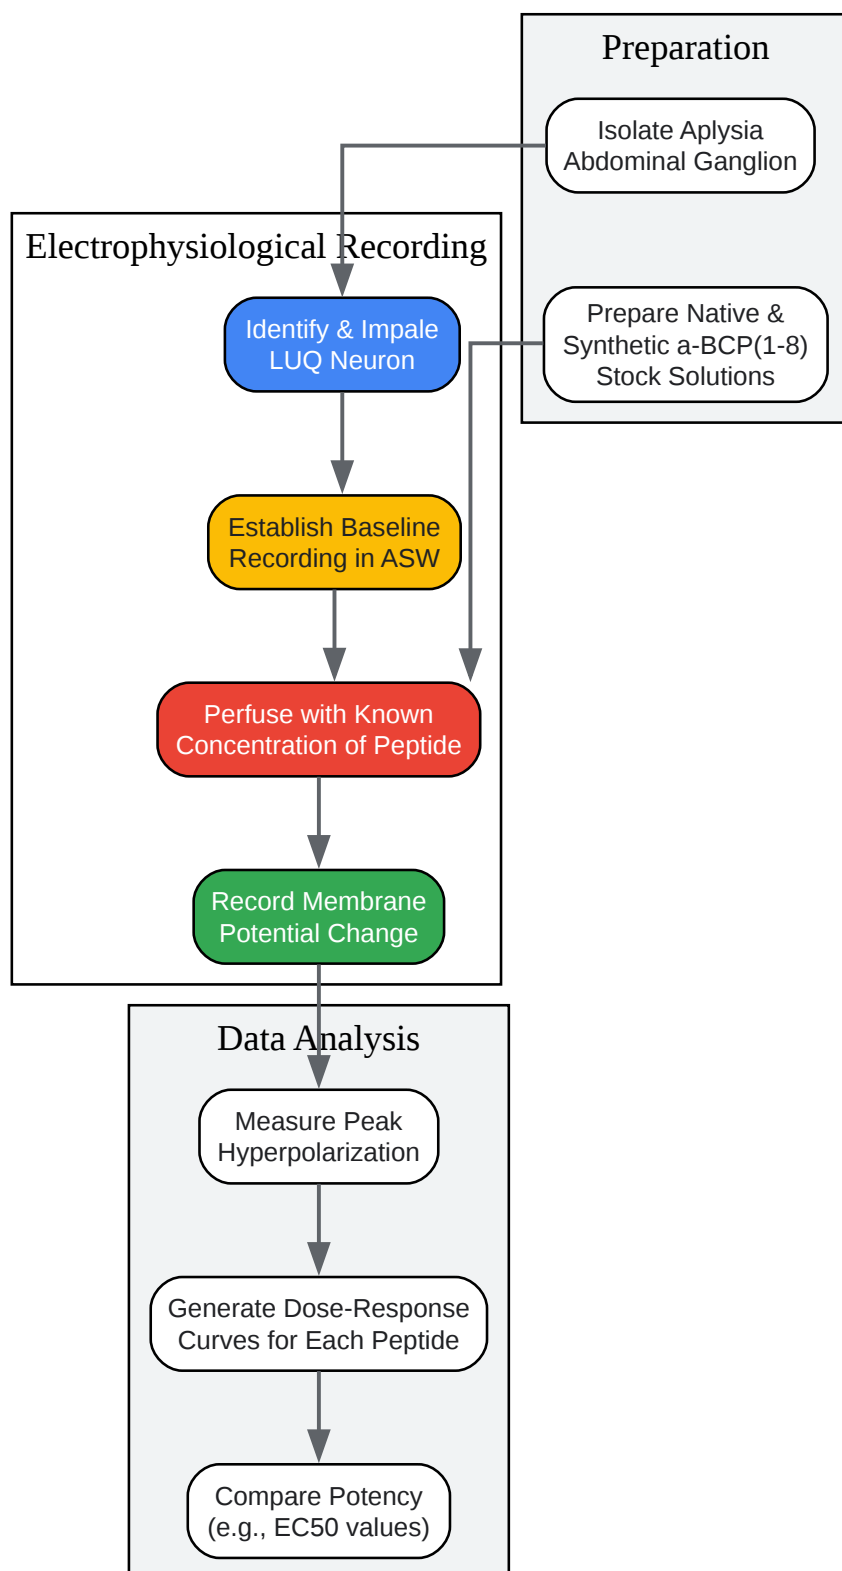 Preparation
Isolate Aplysia
Abdominal Ganglion
Prepare Native &
Synthetic a-BCP(1-8)
Stock Solutions
Electrophysiological Recording
Identify & Impale
LUQ Neuron
Establish Baseline
Recording in ASW
Perfuse with Known
Concentration of Peptide
Record Membrane
Potential Change
Data Analysis
Measure Peak
Hyperpolarization
Generate Dose-Response
Curves for Each Peptide
Compare Potency
(e.g., EC50 values)